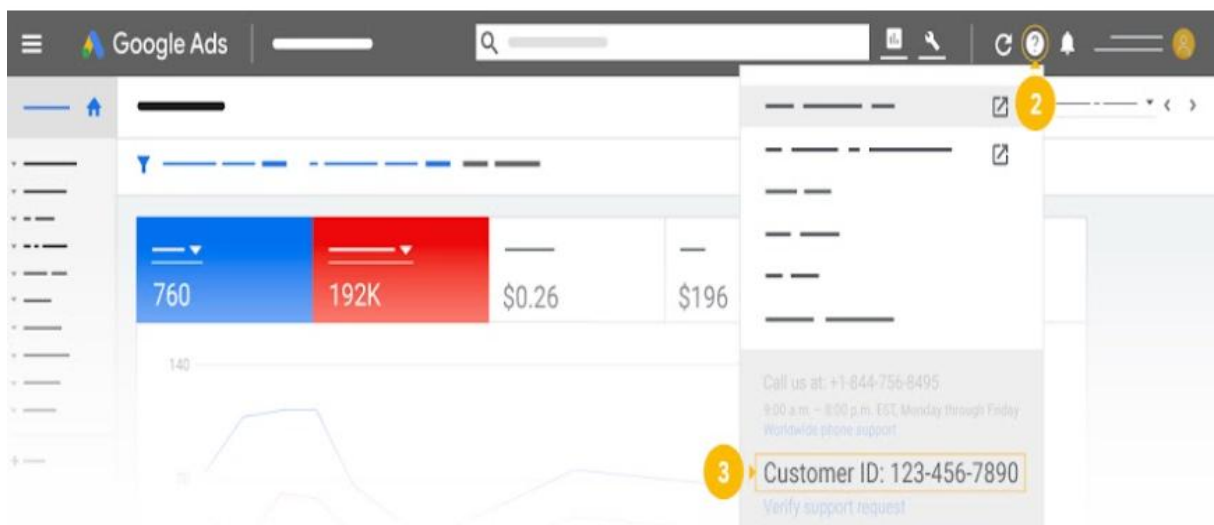 Google Ads
2
760
192K
$0.26
$196
140
70
Call us at: +1-844-756-8495
9:00 a.m. – 8:00 p.m. EST, Monday through Friday
Worldwide phone support
3
Customer ID: 123-456-7890
Verify support request